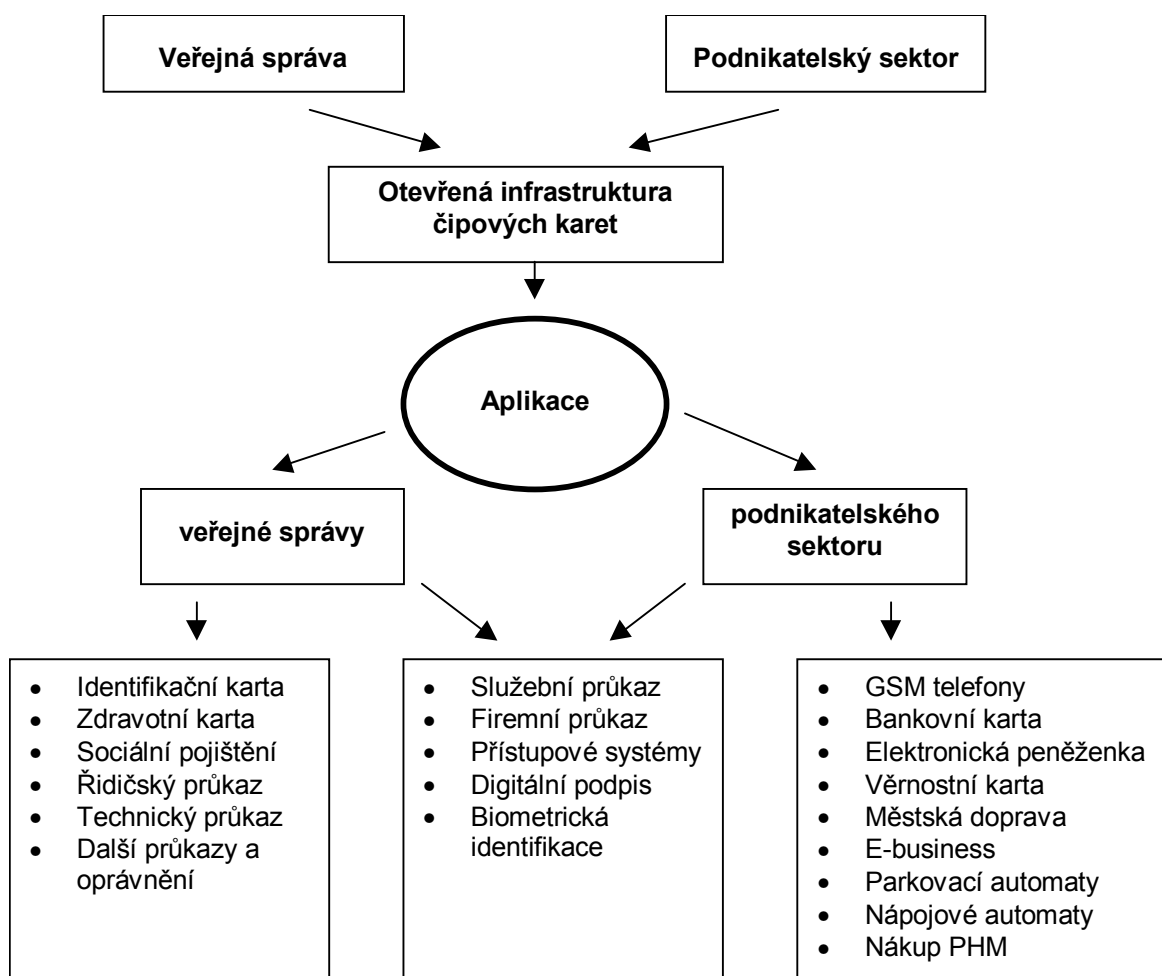 Veřejná správa
Podnikatelský sektor
Otevřená infrastruktura
čipových karet
Aplikace
veřejné správy
podnikatelského
sektoru
• Identifikační karta
• Zdravotní karta
• Sociální pojištění
• Řidičský průkaz
• Technický průkaz
• Další průkazy a
oprávnění
• Služební průkaz
• Firemní průkaz
• Přístupové systémy
• Digitální podpis
• Biometrická
identifikace
• GSM telefony
• Bankovní karta
• Elektronická peněženka
• Věrnostní karta
• Městská doprava
• E-business
• Parkovací automaty
• Nápojové automaty
• Nákup PHM